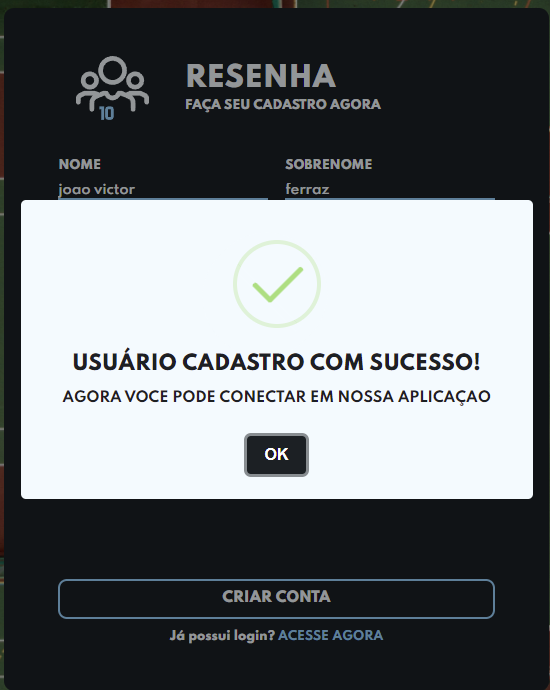 10
RESENHA
FAÇA SEU CADASTRO AGORA
NOME
SOBRENOME
joao victor
ferraz
USUÁRIO CADASTRO COM SUCESSO!
AGORA VOCE PODE CONECTAR EM NOSSA APLICAÇAO
OK
CRIAR CONTA
Já possui login? ACESSE AGORA